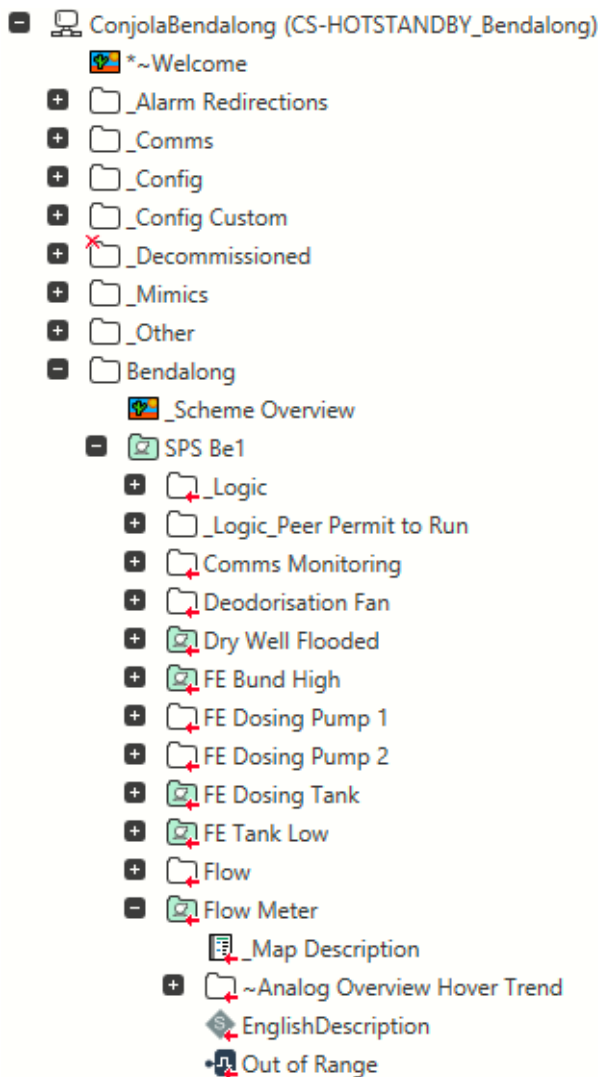 ConjolaBendalong (CS-HOTSTANDBY_Bendalong)
*~Welcome
_Alarm Redirections
_Comms
_Config
_Config Custom
_Decommissioned
_Mimics
_Other
Bendalong
_Scheme Overview
SPS Be1
_Logic
_Logic_Peer Permit to Run
Comms Monitoring
Deodorisation Fan
Dry Well Flooded
FE Bund High
FE Dosing Pump 1
FE Dosing Pump 2
FE Dosing Tank
FE Tank Low
Flow
Flow Meter
_Map Description
~Analog Overview Hover Trend
EnglishDescription
Out of Range